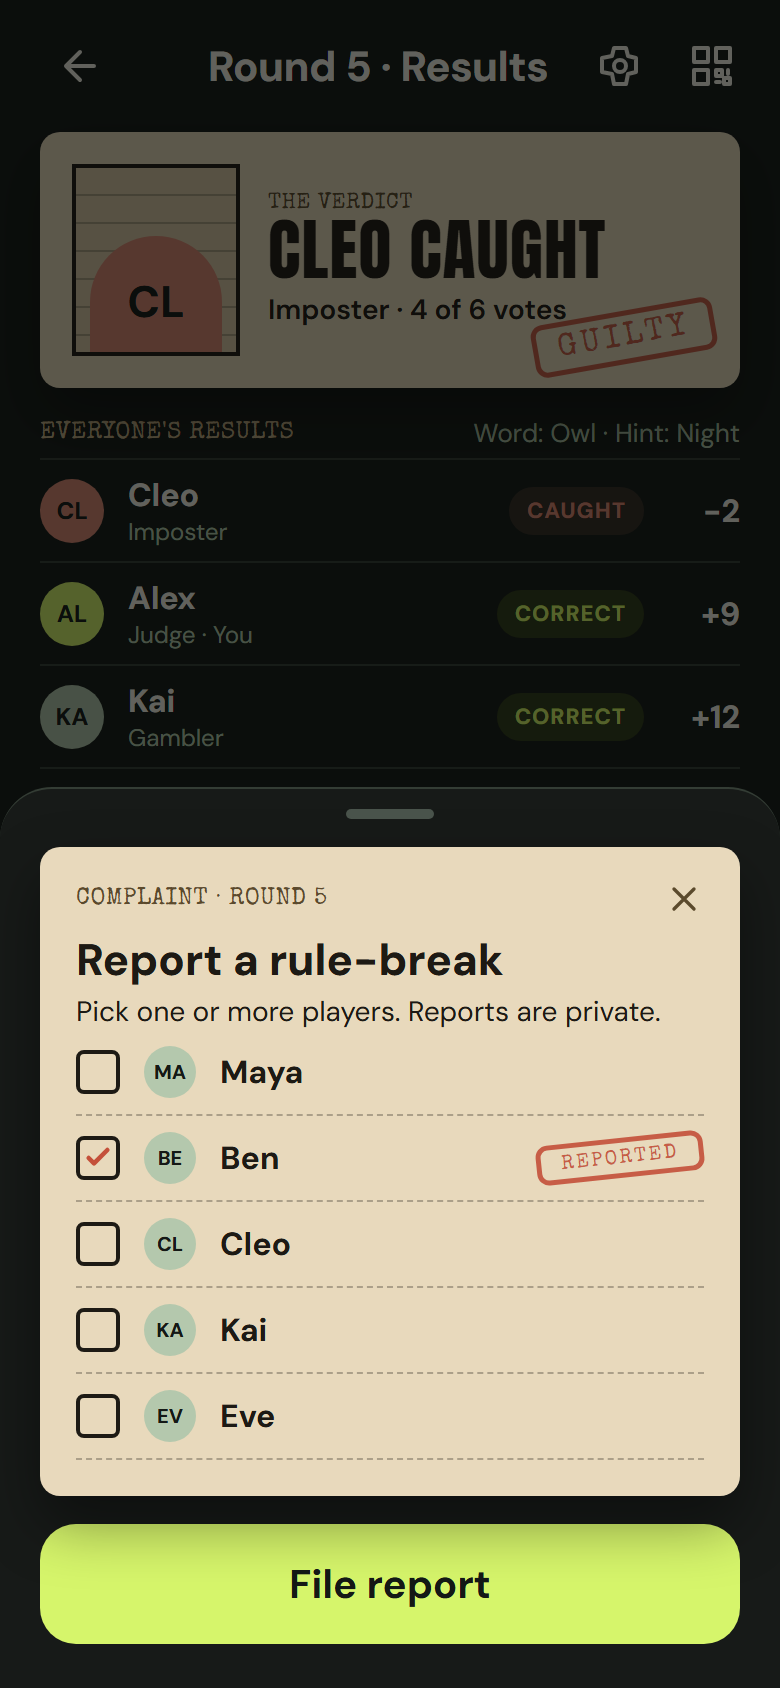 Round 5 · Results
THE VERDICT
CLEO CAUGHT
CL
Imposter · 4 of 6 votes
GUILTY
EVERYONE'S RESULTS
Word: Owl · Hint: Night
CL
Cleo
Imposter
CAUGHT
−2
AL
Alex
Judge · You
CORRECT
+9
KA
Kai
Gambler
CORRECT
+12
COMPLAINT · ROUND 5
Report a rule-break
Pick one or more players. Reports are private.
MA Maya
BE Ben REPORTED
CL Cleo
KA Kai
EV Eve
File report